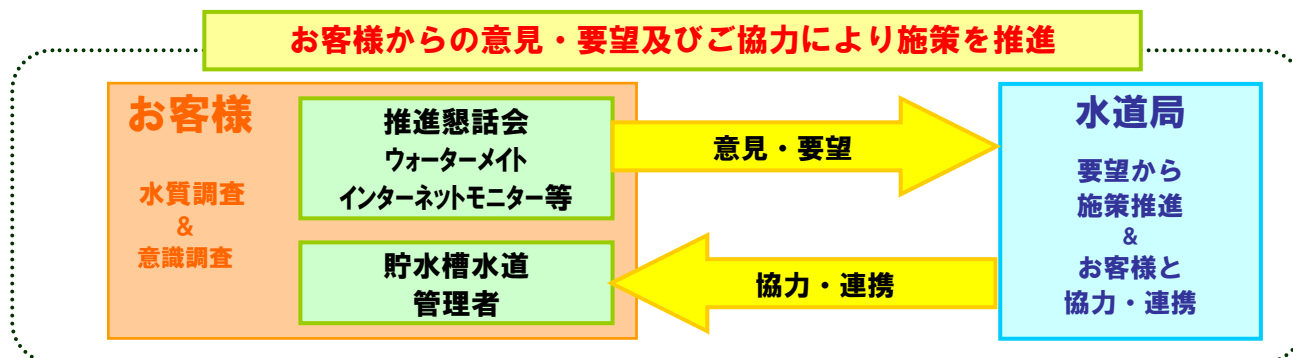 お客様からの意見・要望及びご協力により施策を推進
お客様
水質調査
&
意識調査
推進懇話会
ウォーターメイト
インターネットモニター等
貯水槽水道
管理者
意見・要望
協力・連携
水道局
要望から
施策推進
&
お客様と
協力・連携